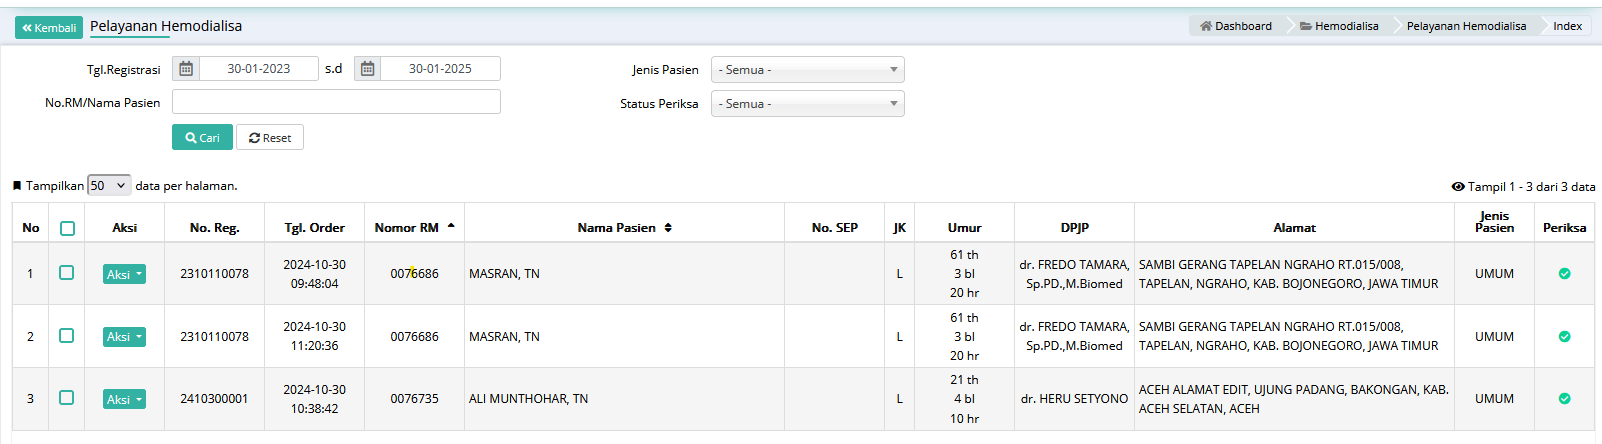 Kembali Pelayanan Hemodialisa Dashboard Hemodialisa Pelayanan Hemodialisa Index
Tgl.Registrasi 30-01-2023 s.d 30-01-2025 Jenis Pasien - Semua -
No.RM/Nama Pasien Status Periksa - Semua -
Cari Reset
Tampilkan 50 data per halaman. Tampil 1 - 3 dari 3 data
No Aksi No. Reg. Tgl. Order Nomor RM Nama Pasien No. SEP JK Umur DPJP Alamat Jenis Pasien Periksa
1 Aksi 2310110078 2024-10-30 09:48:04 0076686 MASRAN, TN L 61 th 3 bl 20 hr dr. FREDO TAMARA, Sp.PD.,M.Biomed SAMBI GERANG TAPELAN NGRAHO RT.015/008, TAPELAN, NGRAHO, KAB. BOJONEGORO, JAWA TIMUR UMUM
2 Aksi 2310110078 2024-10-30 11:20:36 0076686 MASRAN, TN L 61 th 3 bl 20 hr dr. FREDO TAMARA, Sp.PD.,M.Biomed SAMBI GERANG TAPELAN NGRAHO RT.015/008, TAPELAN, NGRAHO, KAB. BOJONEGORO, JAWA TIMUR UMUM
3 Aksi 2410300001 2024-10-30 10:38:42 0076735 ALI MUNTHOHAR, TN L 21 th 4 bl 10 hr dr. HERU SETYONO ACEH ALAMAT EDIT, UJUNG PADANG, BAKONGAN, KAB. ACEH SELATAN, ACEH UMUM